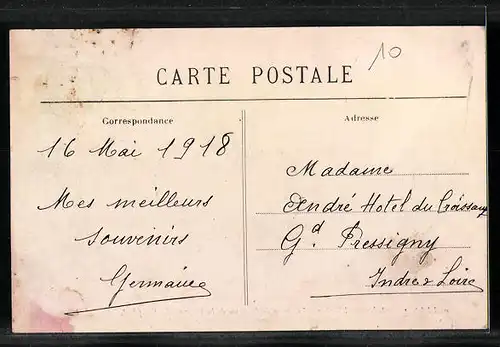 10
CARTE POSTALE
Correspondance
Adresse
16 Mai 1918
Mes meilleurs
souvenirs
Germaine
Madame
André Hotel du Croissant
Gd. Pressigny
Indre & Loire